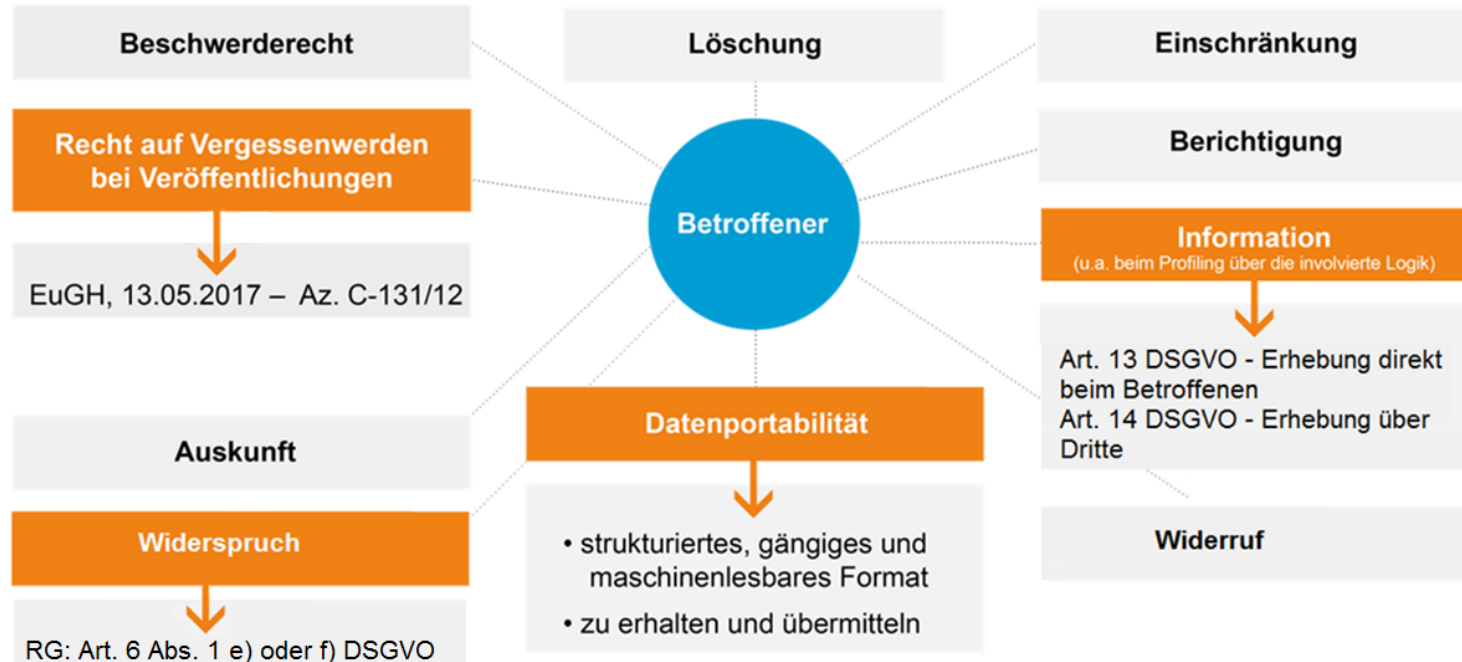 Beschwerderecht
Löschung
Einschränkung
Recht auf Vergessenwerden
bei Veröffentlichungen
EuGH, 13.05.2017 – Az. C-131/12
Betroffener
Berichtigung
Information
(u.a. beim Profiling über die involvierte Logik)
Art. 13 DSGVO - Erhebung direkt
beim Betroffenen
Art. 14 DSGVO - Erhebung über
Dritte
Auskunft
Datenportabilität
• strukturiertes, gängiges und
maschinenlesbares Format
• zu erhalten und übermitteln
Widerspruch
RG: Art. 6 Abs. 1 e) oder f) DSGVO
Widerruf